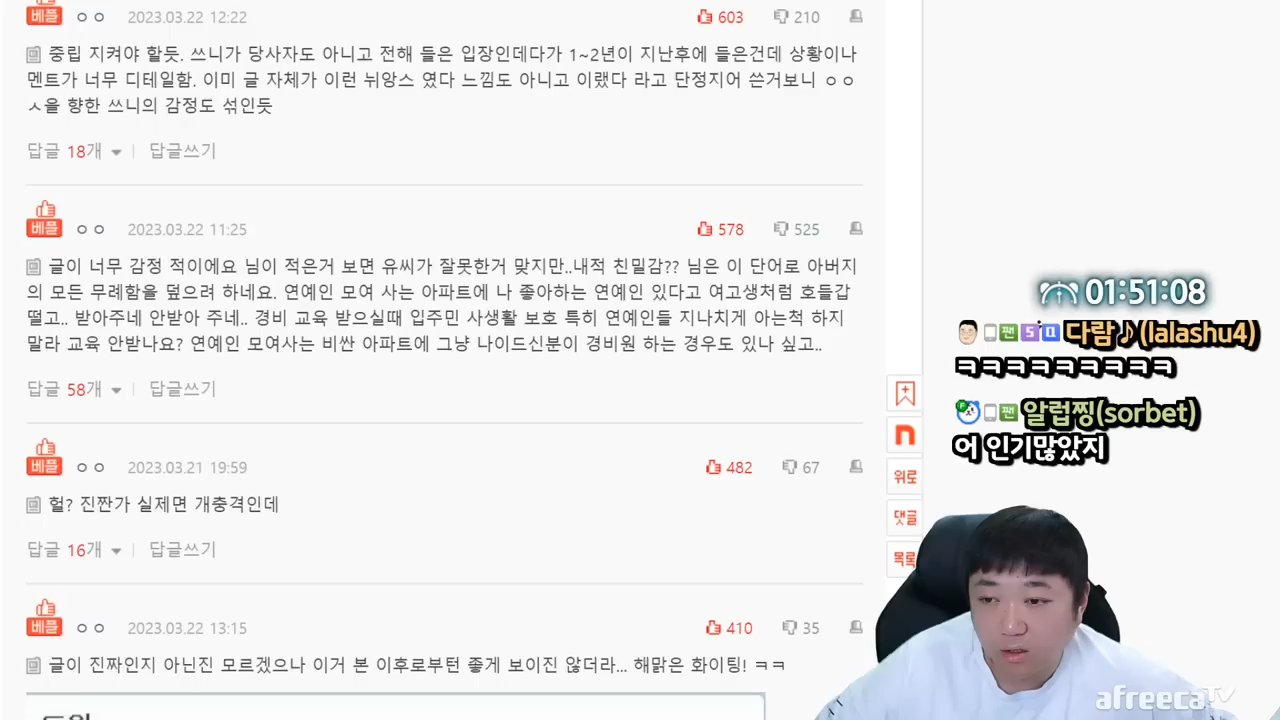 베플 ㅇㅇ 2023.03.22 12:22 603 210
중립 지켜야 할듯. 쓰니가 당사자도 아니고 전해 들은 입장인데다가 1~2년이 지난후에 들은건데 상황이나
멘트가 너무 디테일함. 이미 글 자체가 이런 뉘앙스 였다 느낌도 아니고 이랬다 라고 단정지어 쓴거보니 ㅇㅇ
ㅅ을 향한 쓰니의 감정도 섞인듯
답글 18개 답글쓰기
베플 ㅇㅇ 2023.03.22 11:25 578 525
글이 너무 감정 적이에요 님이 적은거 보면 유씨가 잘못한거 맞지만..내적 친밀감?? 님은 이 단어로 아버지
의 모든 무례함을 덮으려 하네요. 연예인 모여 사는 아파트에 나 좋아하는 연예인 있다고 여고생처럼 호들갑
떨고.. 받아주네 안받아 주네.. 경비 교육 받으실때 입주민 사생활 보호 특히 연예인들 지나치게 아는척 하지
말라 교육 안받나요? 연예인 모여사는 비싼 아파트에 그냥 나이드신분이 경비원 하는 경우도 있나 싶고..
답글 58개 답글쓰기
베플 ㅇㅇ 2023.03.21 19:59 482 67
헐? 진짠가 실제면 개충격인데
답글 16개 답글쓰기
베플 ㅇㅇ 2023.03.22 13:15 410 35
글이 진짜인지 아닌진 모르겠으나 이거 본 이후로부턴 좋게 보이진 않더라... 해맑은 화이팅! ㅋㅋ
n
위로
댓글
목록
01:51:08
팬 다람♪(lalashu4)
ㅋㅋㅋㅋㅋㅋㅋㅋㅋ
팬 알럽찡(sorbet)
어 인기많았지
afreecaTV